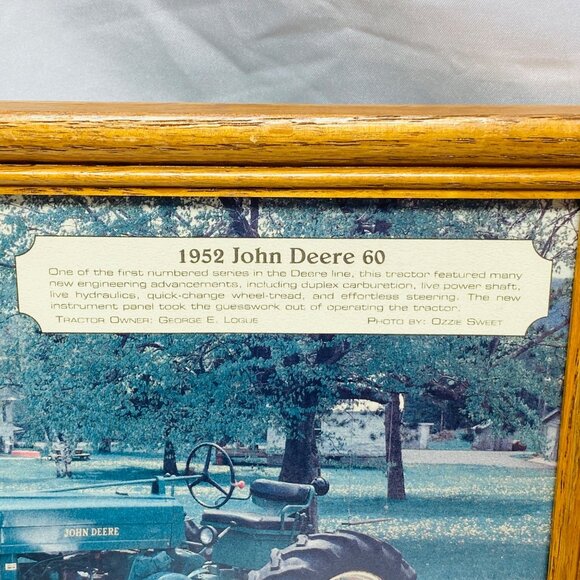 1952 John Deere 60
One of the first numbered series in the Deere line, this tractor featured many
new engineering advancements, including duplex carburetion, live power shaft,
live hydraulics, quick-change wheel-tread, and effortless steering. The new
instrument panel took the guesswork out of operating the tractor.
Tractor Owner: George E. Logue Photo by: Ozzie Sweet
JOHN DEERE